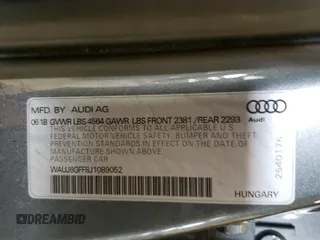 MFD. BY AUDI AG
06 18 GVWR LBS 4564 GAWR LBS FRONT 2381 /REAR 2293
THIS VEHICLE CONFORMS TO ALL APPLICABLE U.S.
FEDERAL MOTOR VEHICLE SAFETY, BUMPER AND THEFT
PREVENTION STANDARDS IN EFFECT ON THE DATE
OF MANUFACTURE SHOWN ABOVE.
PASSENGER CAR
WAUJ8GFF8J1089052
Audi
2640176
HUNGARY
DREAMBID